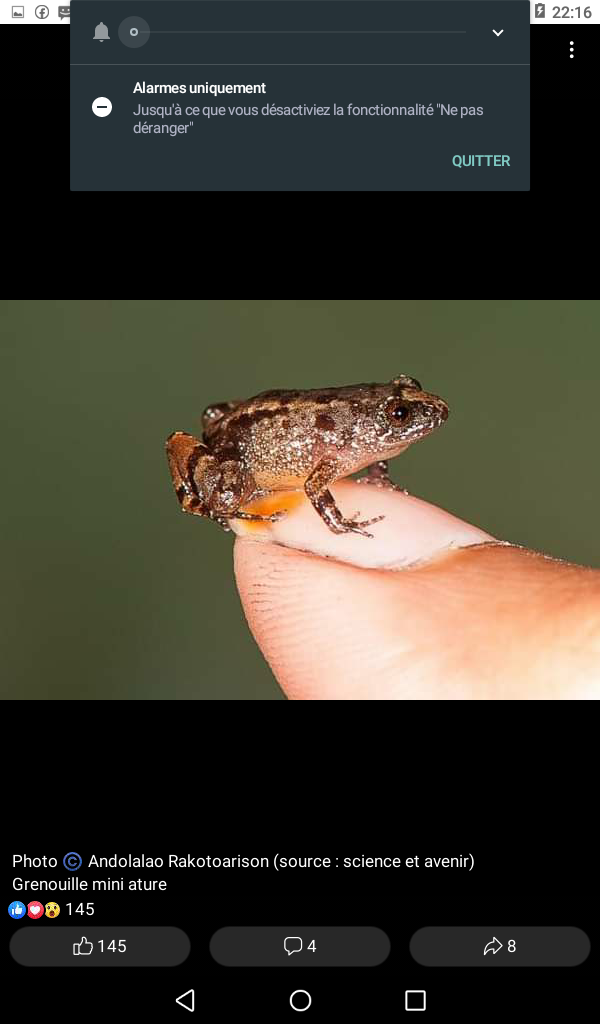 22:16
Alarmes uniquement
Jusqu'à ce que vous désactiviez la fonctionnalité "Ne pas
déranger"
QUITTER
Photo © Andolalao Rakotoarison (source : science et avenir)
Grenouille mini ature
145
145
4
8